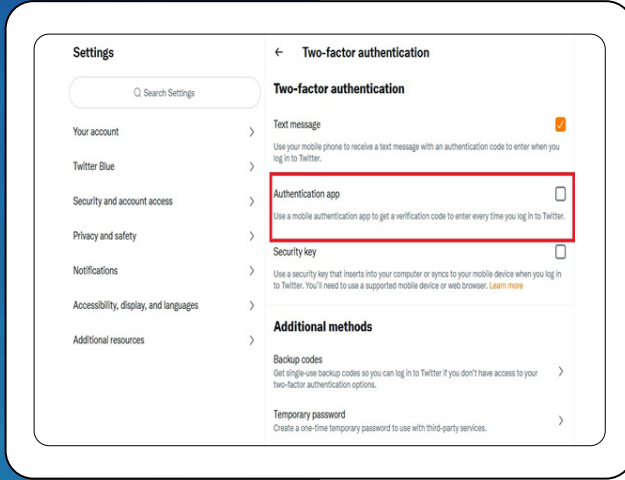 Settings
Search Settings
Your account
Twitter Blue
Security and account access
Privacy and safety
Notifications
Accessibility, display, and languages
Additional resources
Two-factor authentication
Two-factor authentication
Text message
Use your mobile phone to receive a text message with an authentication code to enter when you
log in to Twitter.
Authentication app
Use a mobile authentication app to get a verification code to enter every time you log in to Twitter.
Security key
Use a security key that inserts into your computer or syncs to your mobile device when you log in
to Twitter. You'll need to use a supported mobile device or web browser. Learn more
Additional methods
Backup codes
Get single-use backup codes so you can log in to Twitter if you don't have access to your
two-factor authentication options.
Temporary password
Create a one-time temporary password to use with third-party services.